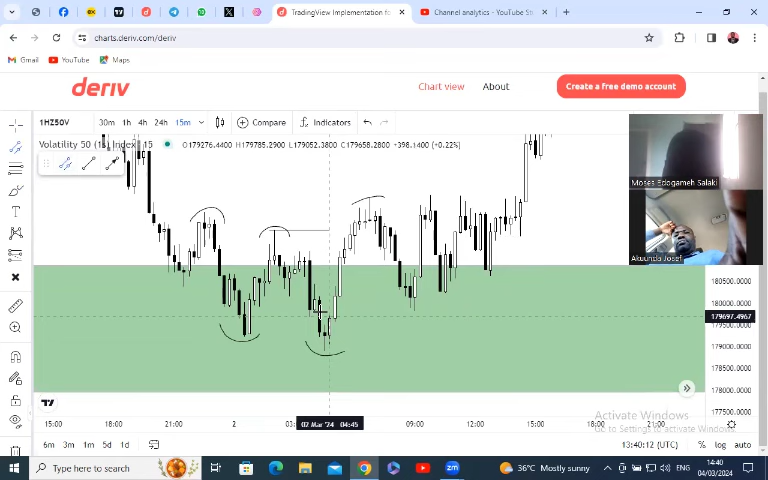 TradingView Implementation fo
Channel analytics - YouTube St
charts.deriv.com/deriv
Gmail YouTube Maps
deriv
Chart view About Create a free demo account
1HZ50V 30m 1h 4h 24h 15m Compare Indicators
Volatility 50 (1s) Index 15 O179276.4400 H179785.2900 L179052.3800 C179658.2800 +398.1400 (+0.22%)
Moses Edogameh Salaki
Akuunda Josef
180500.0000
180000.0000
179697.4967
179500.0000
179000.0000
178500.0000
178000.0000
177500.0000
15:00 18:00 21:00 2 03: 02 Mar '24 04:45 09:00 12:00 15:00 18:00
Activate Windows
Go to Settings to activate Windows.
6m 3m 1m 5d 1d 13:40:12 (UTC) % log auto
Type here to search
zm
36°C Mostly sunny
ENG
14:40
04/03/2024